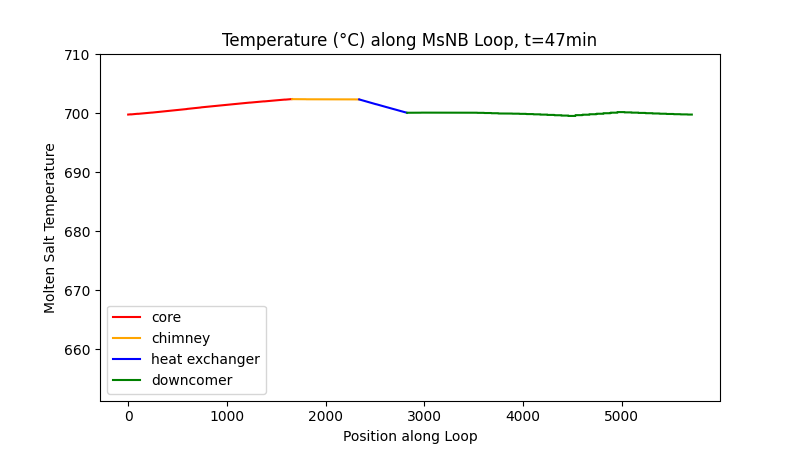 Temperature (°C) along MsNB Loop, t=47min
Molten Salt Temperature
710
700
690
680
670
660
core
chimney
heat exchanger
downcomer
0 1000 2000 3000 4000 5000
Position along Loop